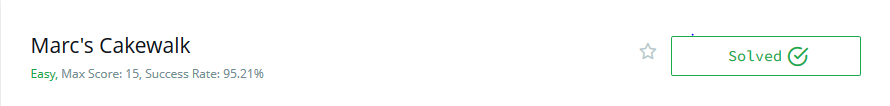 Marc's Cakewalk
Solved
Easy, Max Score: 15, Success Rate: 95.21%